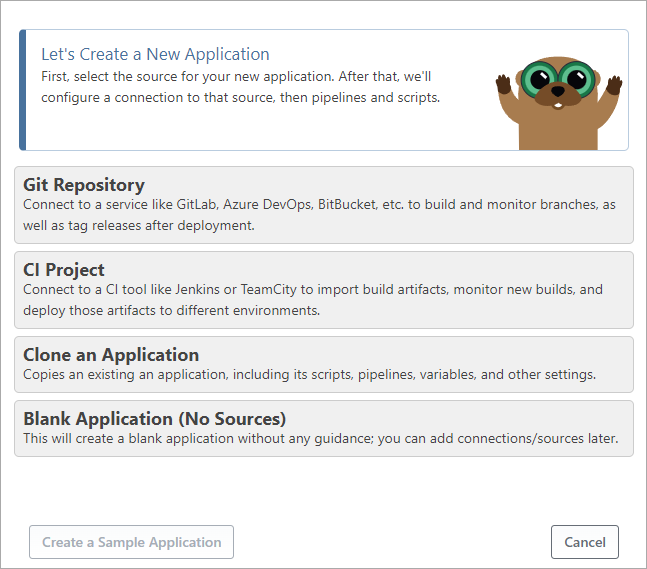 Let's Create a New Application
First, select the source for your new application. After that, we'll
configure a connection to that source, then pipelines and scripts.
Git Repository
Connect to a service like GitLab, Azure DevOps, BitBucket, etc. to build and monitor branches, as
well as tag releases after deployment.
CI Project
Connect to a CI tool like Jenkins or TeamCity to import build artifacts, monitor new builds, and
deploy those artifacts to different environments.
Clone an Application
Copies an existing an application, including its scripts, pipelines, variables, and other settings.
Blank Application (No Sources)
This will create a blank application without any guidance; you can add connections/sources later.
Create a Sample Application
Cancel